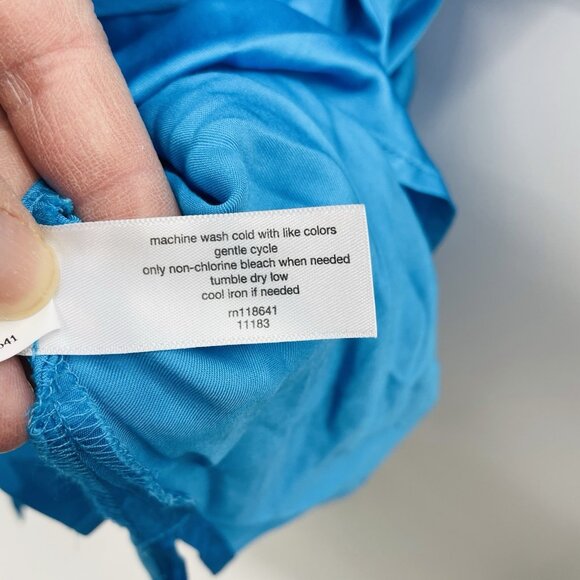 machine wash cold with like colors
gentle cycle
only non-chlorine bleach when needed
tumble dry low
cool iron if needed
rn118641
11183
641